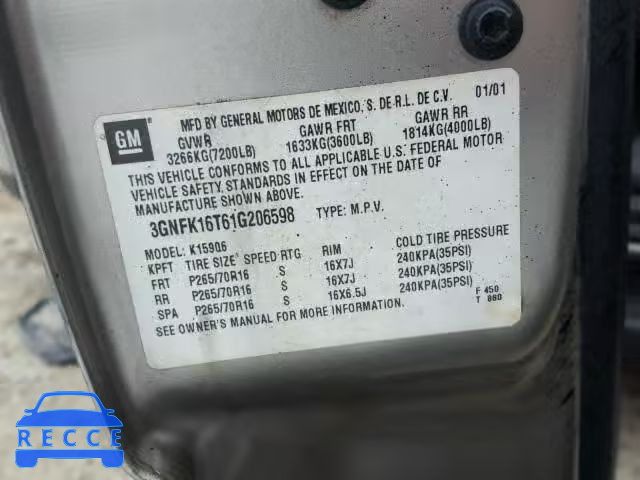 GM
MFD BY GENERAL MOTORS DE MEXICO, S. DE R.L. DE C.V. 01/01
GVWR GAWR FRT GAWR RR
3266KG(7200LB) 1633KG(3600LB) 1814KG(4000LB)
THIS VEHICLE CONFORMS TO ALL APPLICABLE U.S. FEDERAL MOTOR
VEHICLE SAFETY, STANDARDS IN EFFECT ON THE DATE OF
MANUFACTURE SHOWN ABOVE.
3GNFK16T61G206598 TYPE: M.P.V.
MODEL: K15906
KPFT TIRE SIZE SPEED RTG RIM COLD TIRE PRESSURE
FRT P265/70R16 S 16X7J 240KPA(35PSI)
RR P265/70R16 S 16X7J 240KPA(35PSI)
SPA P265/70R16 S 16X6.5J 240KPA(35PSI)
SEE OWNER'S MANUAL FOR MORE INFORMATION.
F 450
T 860
RECCE